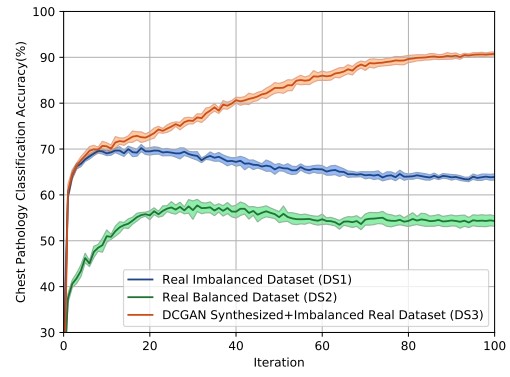 100
90
80
70
60
50
40
30
0
20
40
60
80
100
Chest Pathology Classification Accuracy(%)
Iteration
Real Imbalanced Dataset (DS1)
Real Balanced Dataset (DS2)
DCGAN Synthesized+Imbalanced Real Dataset (DS3)